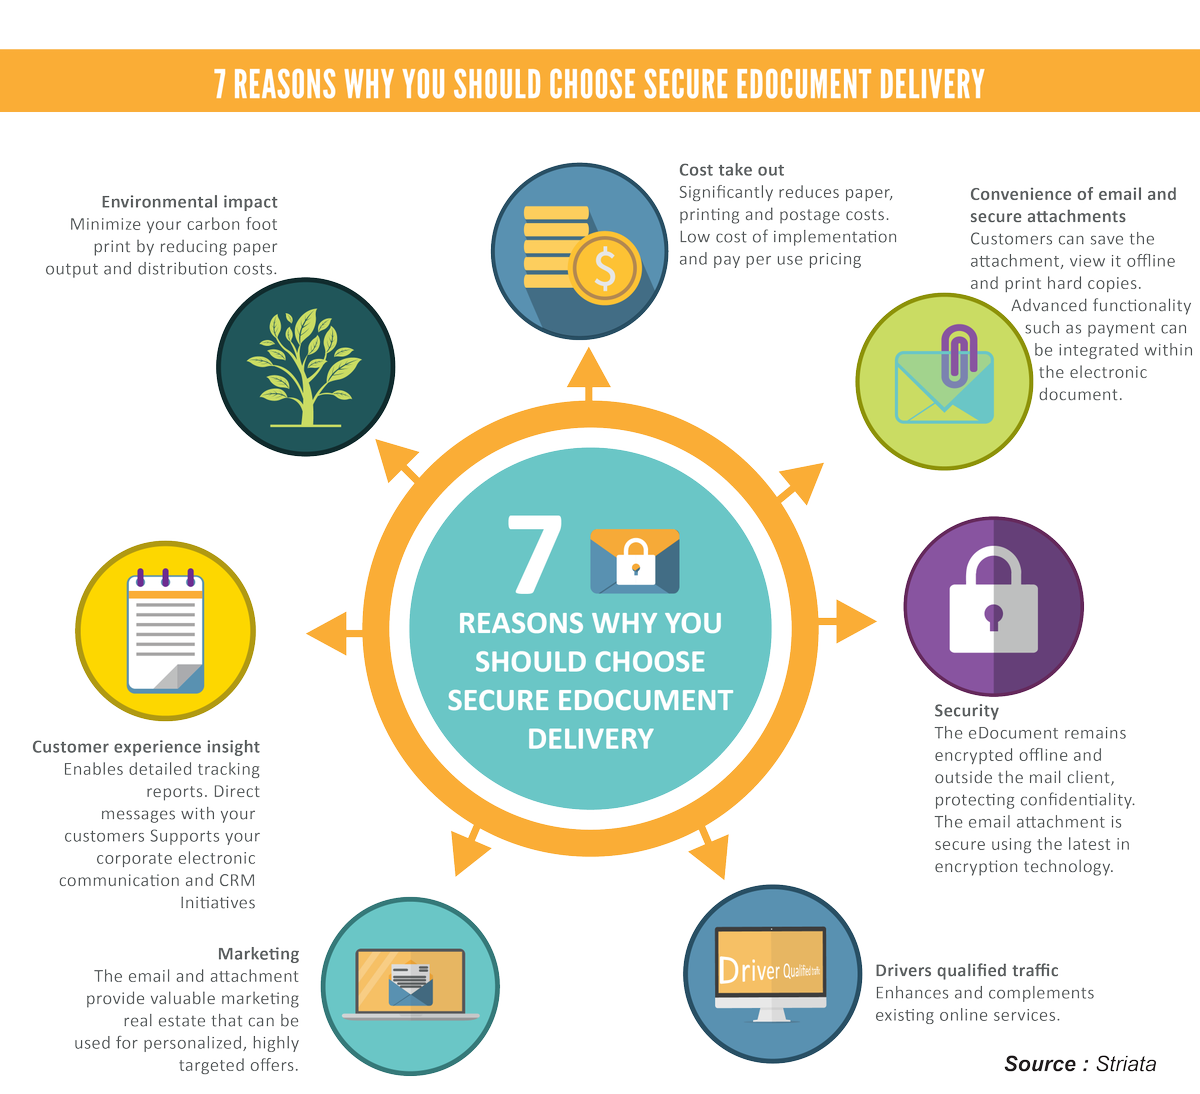 7 REASONS WHY YOU SHOULD CHOOSE SECURE EDOCUMENT DELIVERY
Cost take out
Significantly reduces paper,
printing and postage costs.
Low cost of implementation
and pay per use pricing
Convenience of email and
secure attachments
Customers can save the
attachment, view it offline
and print hard copies.
Advanced functionality
such as payment can
be integrated within
the electronic
document.
Security
The eDocument remains
encrypted offline and
outside the mail client,
protecting confidentiality.
The email attachment is
secure using the latest in
encryption technology.
Driver Qualified traffi
Drivers qualified traffic
Enhances and complements
existing online services.
Marketing
The email and attachment
provide valuable marketing
real estate that can be
used for personalized, highly
targeted offers.
Customer experience insight
Enables detailed tracking
reports. Direct
messages with your
customers Supports your
corporate electronic
communication and CRM
Initiatives
Environmental impact
Minimize your carbon foot
print by reducing paper
output and distribution costs.
$
7
REASONS WHY YOU
SHOULD CHOOSE
SECURE EDOCUMENT
DELIVERY
Source : Striata